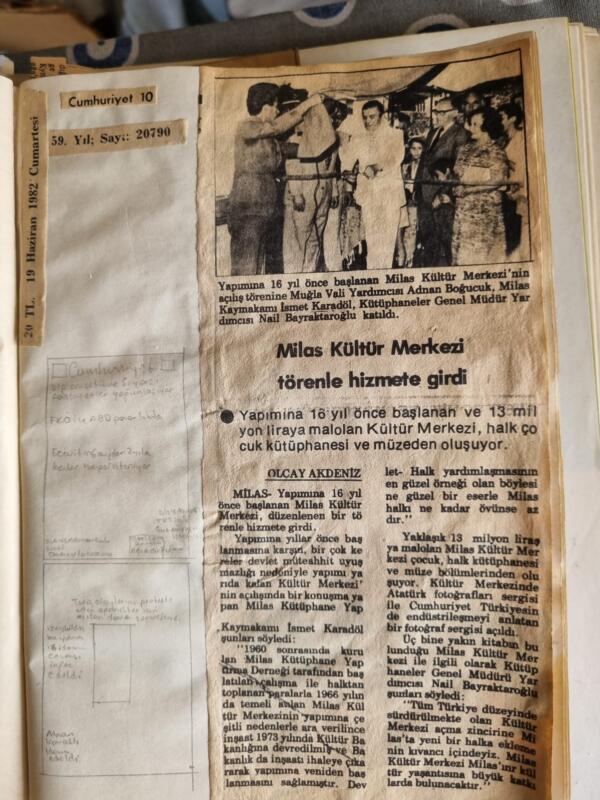 Cumhuriyet 10
59. Yıl; Sayı: 20790
20 TL. 19 Haziran 1982 Cumartesi
Yapımına 16 yıl önce başlanan Milas Kültür Merkezi'nin
açılış törenine Muğla Vali Yardımcısı Adnan Boğucuk, Milas
Kaymakamı İsmet Karadöl, Kütüphaneler Genel Müdür Yar
dımcısı Nail Bayraktaroğlu katıldı.
Milas Kültür Merkezi
törenle hizmete girdi
● Yapımına 16 yıl önce başlanan ve 13 mil
yon liraya malolan Kültür Merkezi, halk ço
cuk kütüphanesi ve müzeden oluşuyor.
OLCAY AKDENİZ
MİLAS- Yapımına 16 yıl
önce başlanan Milas Kültür
Merkezi, düzenlenen bir tö
renle hizmete girdi.
Yapımına yıllar önce baş
lanmasına karşın, bir çok ke
reler devlet müteahhit uyuş
mazlığı nedeniyle yapımı ya
rıda kalan Kültür Merkezi'
nin açılışında bir konuşma ya
pan Milas Kütüphane Yap
Kaymakamı İsmet Karadöl
şunları söyledi:
"1960 sonrasında kuru
lan Milas Kütüphane Yap
tırma Derneği tarafından baş
latılan çalışma ile halktan
toplanan paralarla 1966 yılın
da temeli atılan Milas Kül
tür Merkezinin yapımına çe
şitli nedenlerle ara verilince
inşaat 1973 yılında Kültür Ba
kanlığına devredilmiş ve Ba
kanlık da inşaatı ihaleye çıka
rarak yapımına yeniden baş
lanmasını sağlamıştır. Dev
let- Halk yardımlaşmasının
en güzel örneği olan böylesi
ne güzel bir eserle Milas
halkı ne kadar övünse az
dır."
Yaklaşık 13 milyon liraş
ya malolan Milas Kültür Mer
kezi çocuk, halk kütüphanesi
ve müze bölümlerinden olu
şuyor. Kültür Merkezinde
Atatürk fotoğrafları sergisi
ile Cumhuriyet Türkiyesin
de endüstrileşmeyi anlatan
bir fotoğraf sergisi açıldı.
Üç bine yakın kitabın bu
lunduğu Milas Kültür Mer
kezi ile ilgili olarak Kütüp
haneler Genel Müdürü Yar
dımcısı Nail Bayraktaroğlu
şunları söyledi:
"Tüm Türkiye düzeyinde
sürdürülmekte olan Kültür
Merkezi açma zincirine Mi
las'ta yeni bir halka ekleme
nin kıvancı içindeyiz. Milas
Kültür Merkezi Milas'ınır kül
tür yaşantısına büyük katkı
larda bulunacaktır."
Cumhuriyet 16